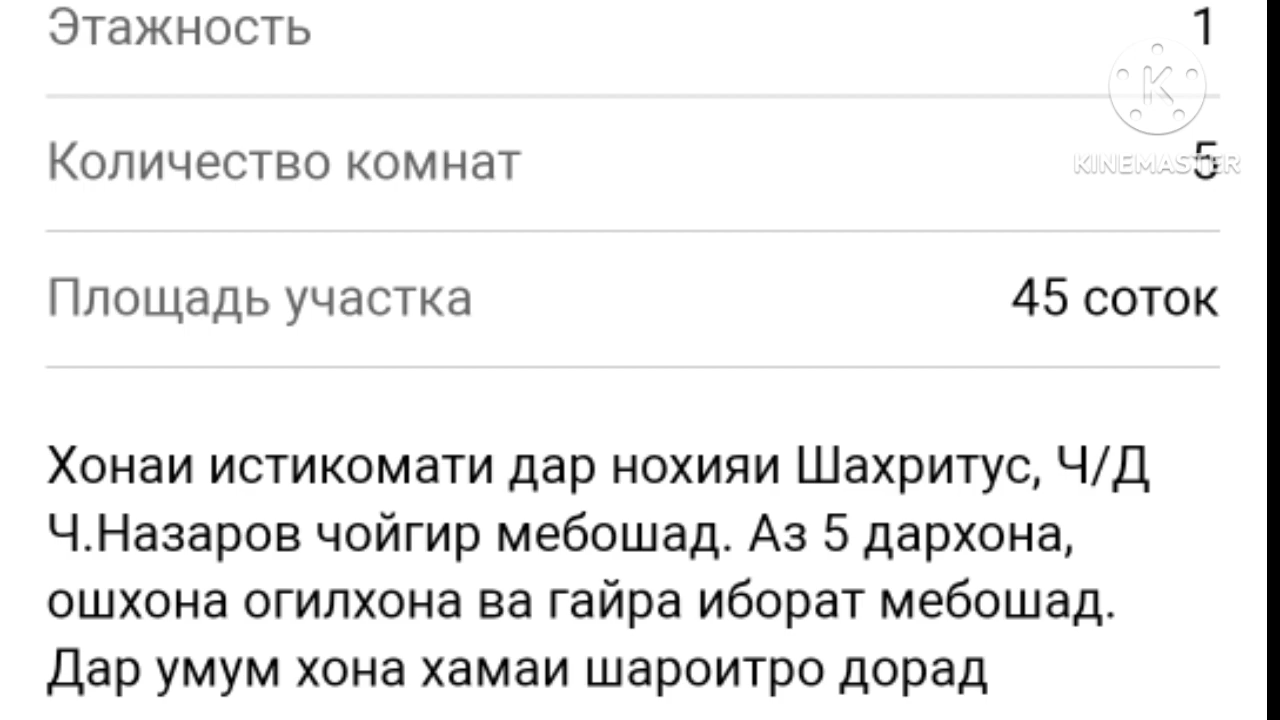 Этажность 1
Количество комнат 5
KINEMASTER
Площадь участка 45 соток
Хонаи истикомати дар нохияи Шахритус, Ч/Д
Ч.Назаров чойгир мебошад. Аз 5 дархона,
ошхона огилхона ва гайра иборат мебошад.
Дар умум хона хамаи шароитро дорад